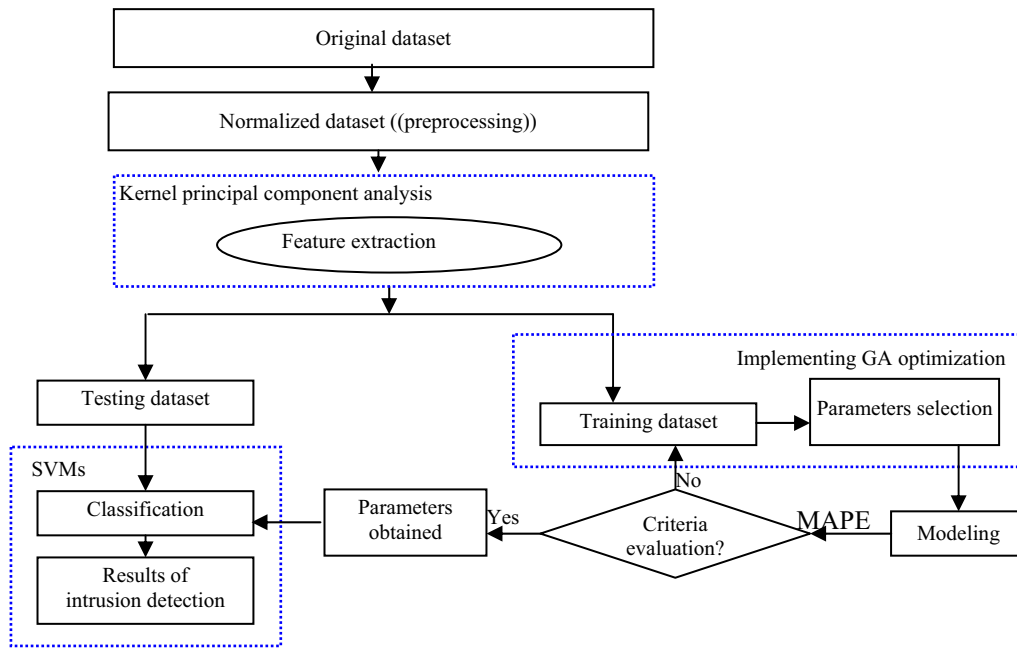 Original dataset
Normalized dataset ((preprocessing))
Kernel principal component analysis
Feature extraction
Implementing GA optimization
Testing dataset
Training dataset
Parameters selection
SVMs
Classification
Parameters
obtained
Yes
No
Criteria
evaluation?
MAPE
Modeling
Results of
intrusion detection